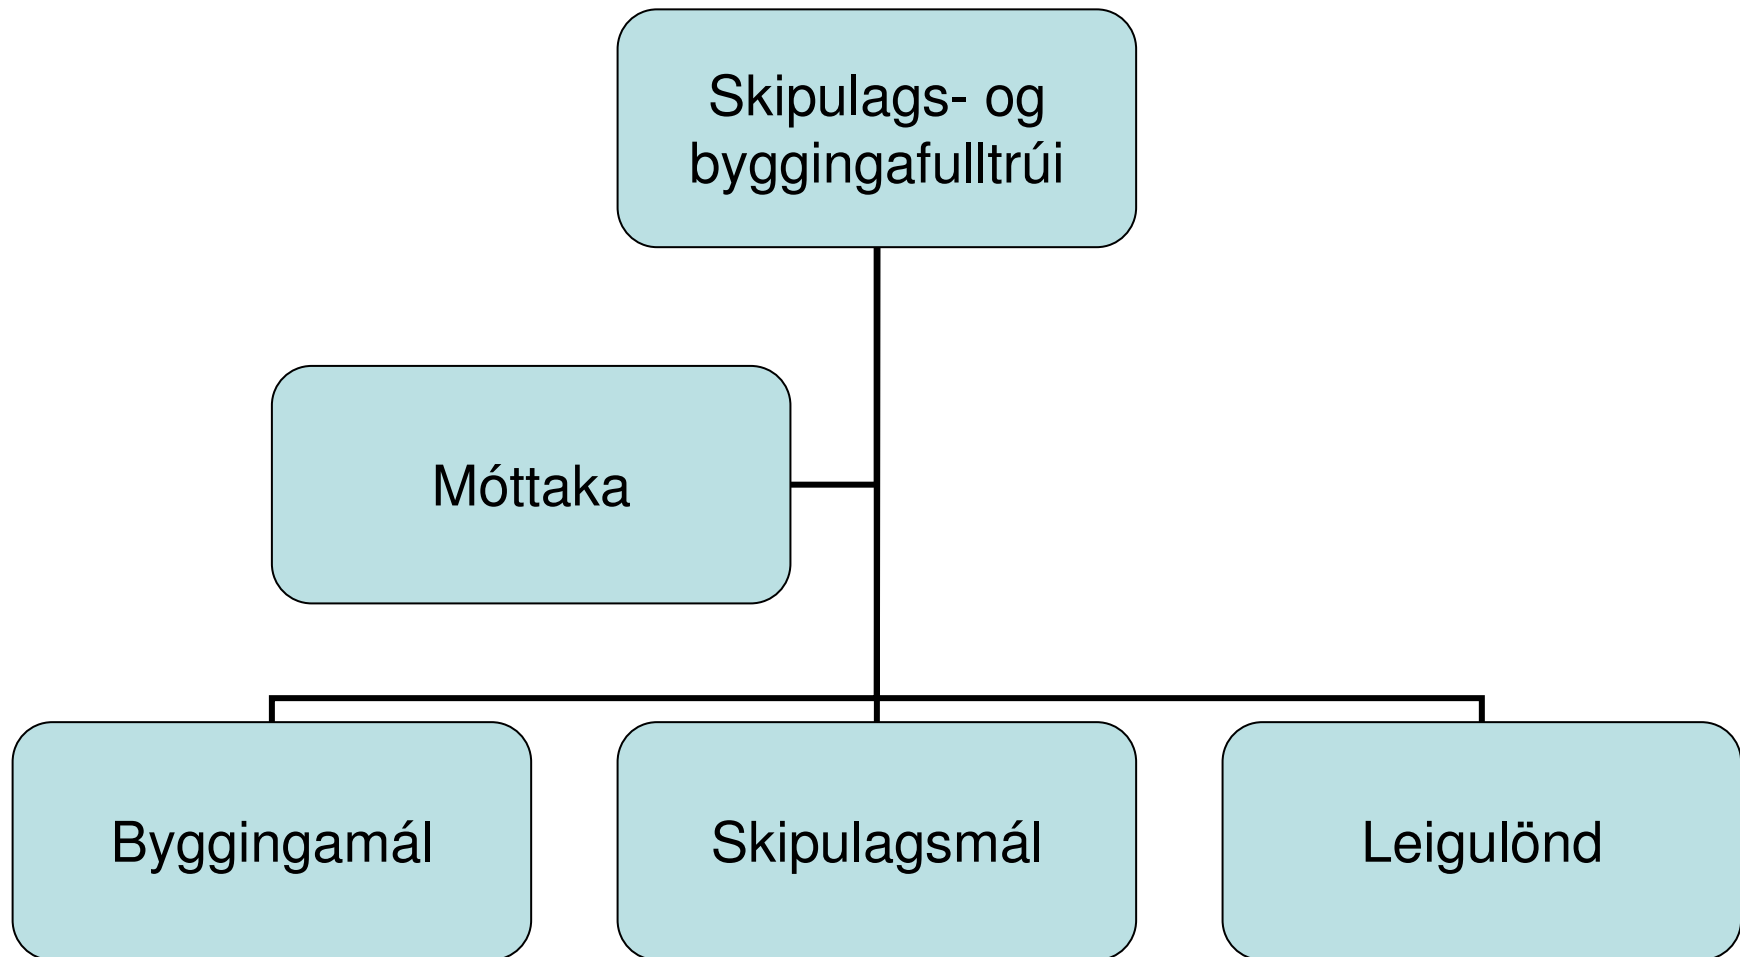 Skipulags- og
byggingafulltrúi
Móttaka
Byggingamál
Skipulagsmál
Leigulönd